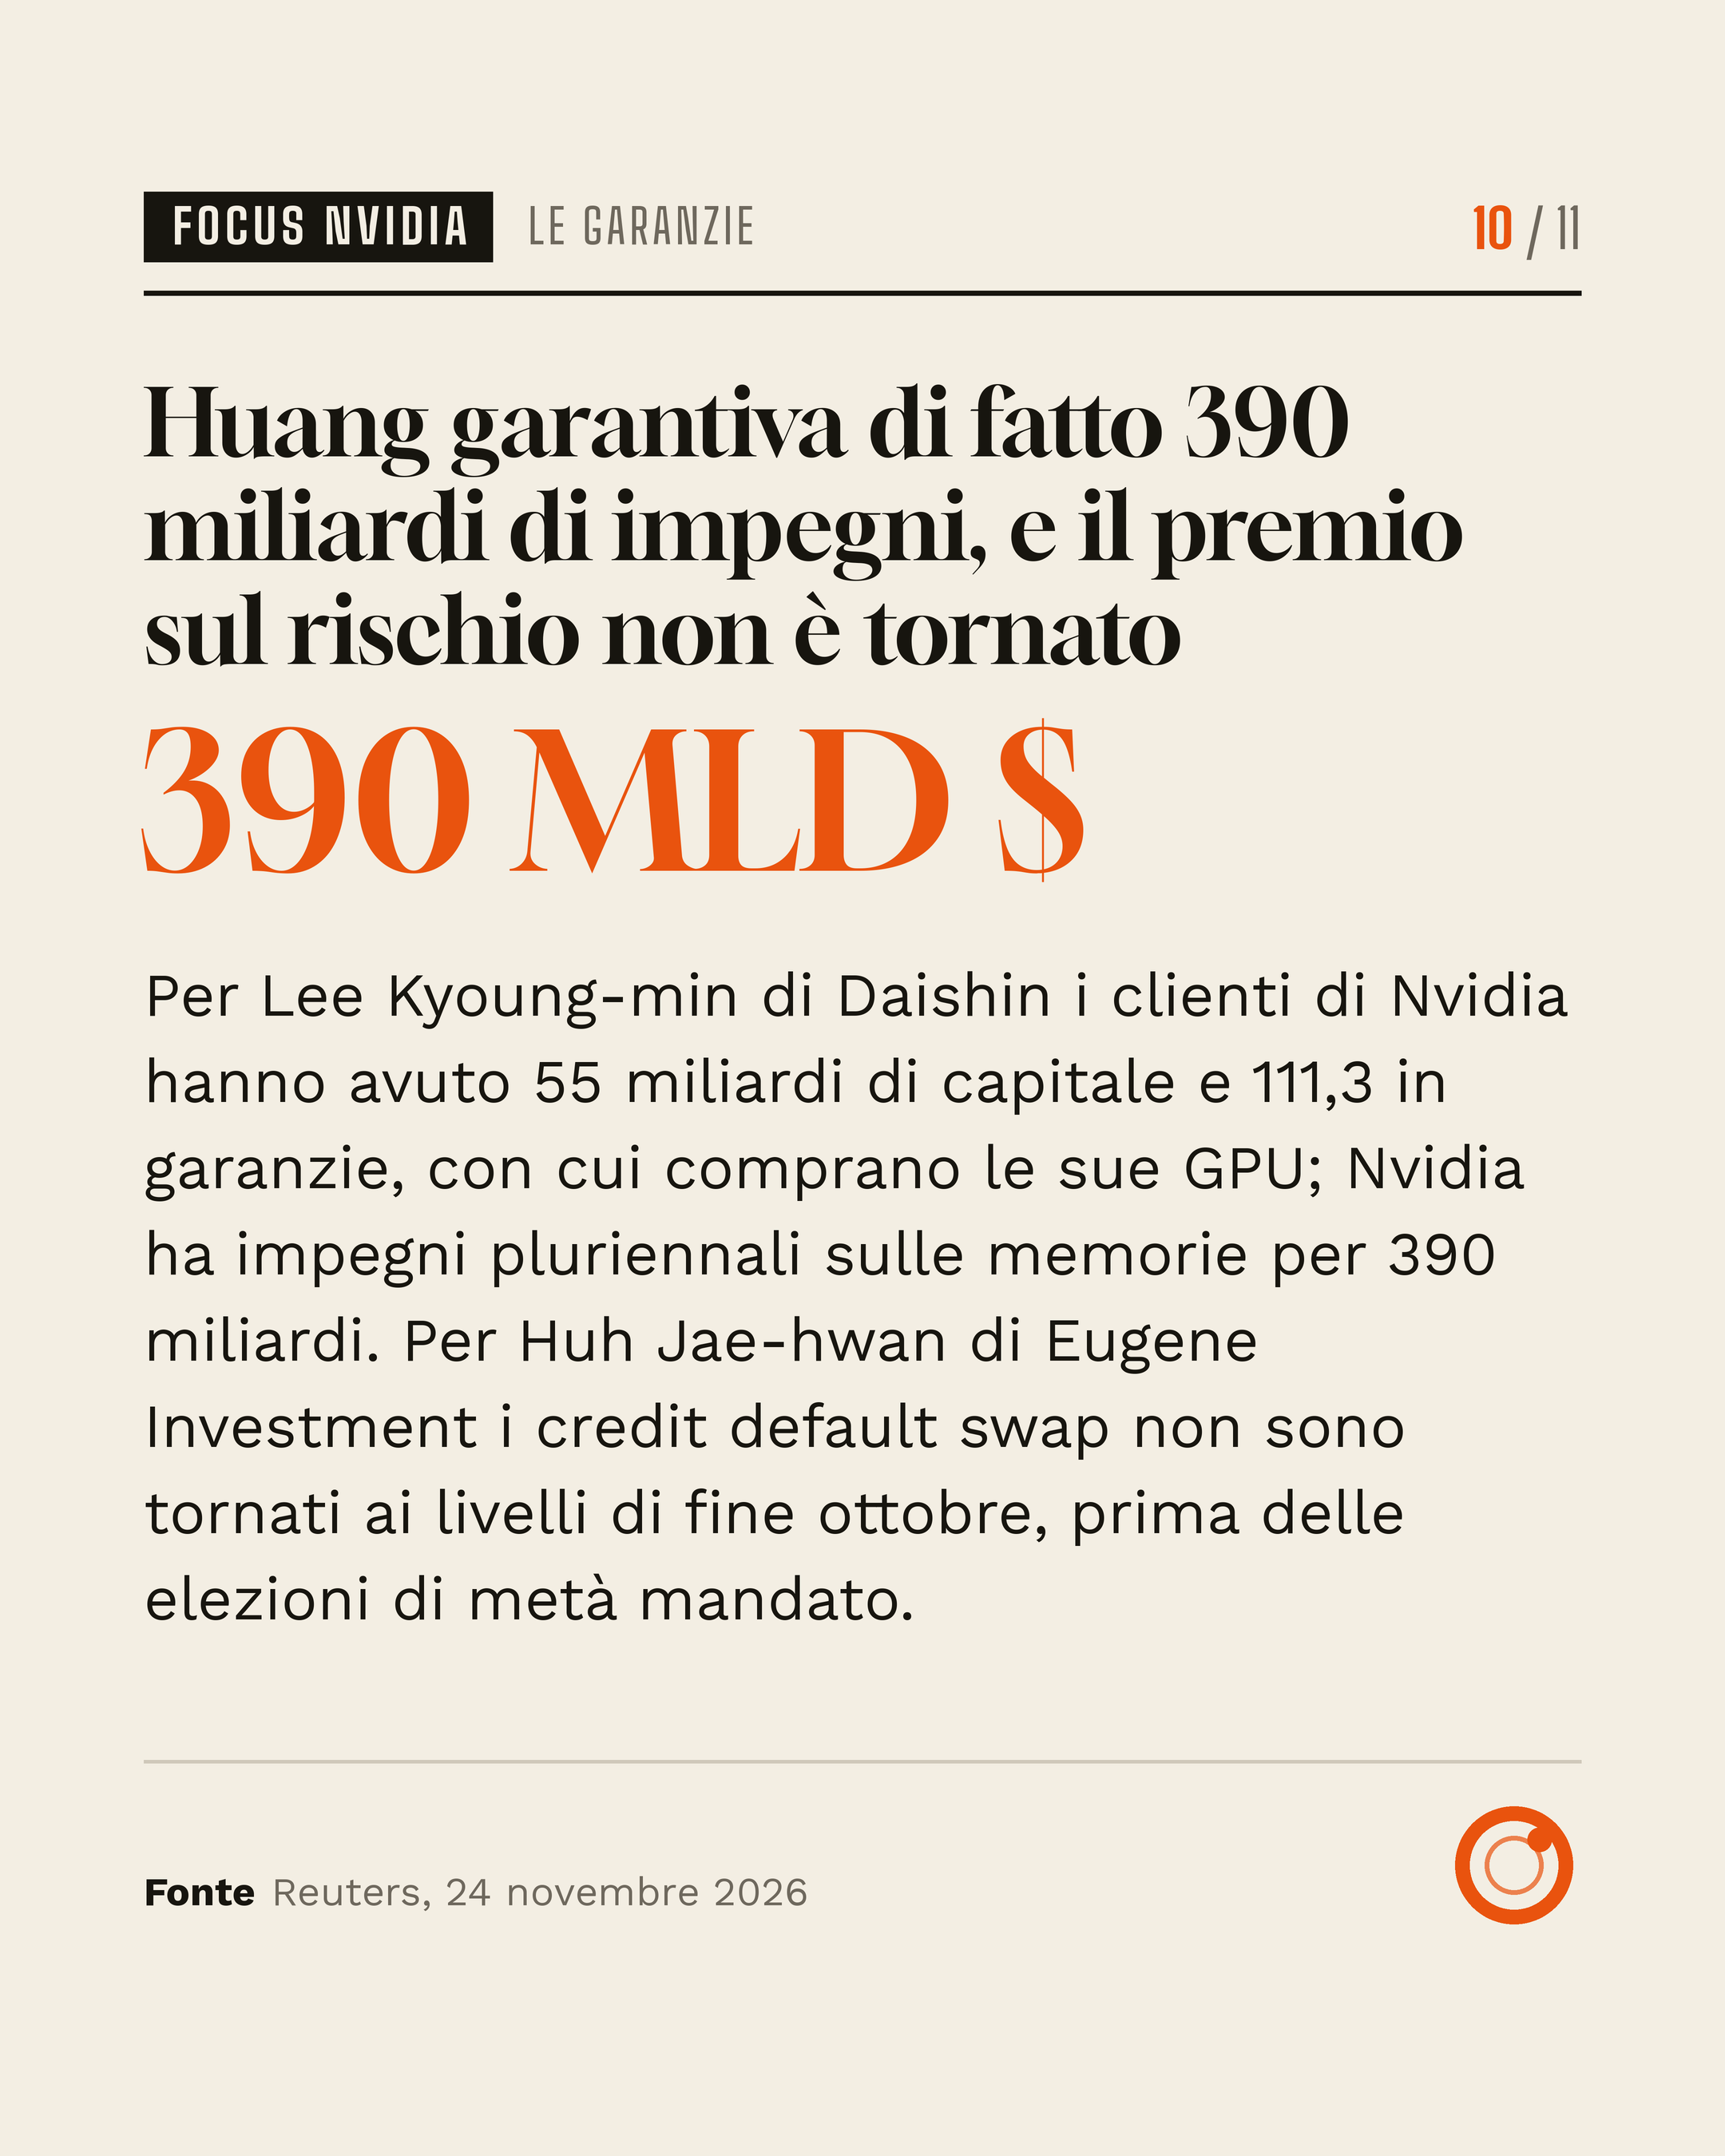 FOCUS NVIDIA LE GARANZIE 10 / 11
Huang garantiva di fatto 390
miliardi di impegni, e il premio
sul rischio non è tornato
390 MLD $
Per Lee Kyoung-min di Daishin i clienti di Nvidia
hanno avuto 55 miliardi di capitale e 111,3 in
garanzie, con cui comprano le sue GPU; Nvidia
ha impegni pluriennali sulle memorie per 390
miliardi. Per Huh Jae-hwan di Eugene
Investment i credit default swap non sono
tornati ai livelli di fine ottobre, prima delle
elezioni di metà mandato.
Fonte Reuters, 24 novembre 2026